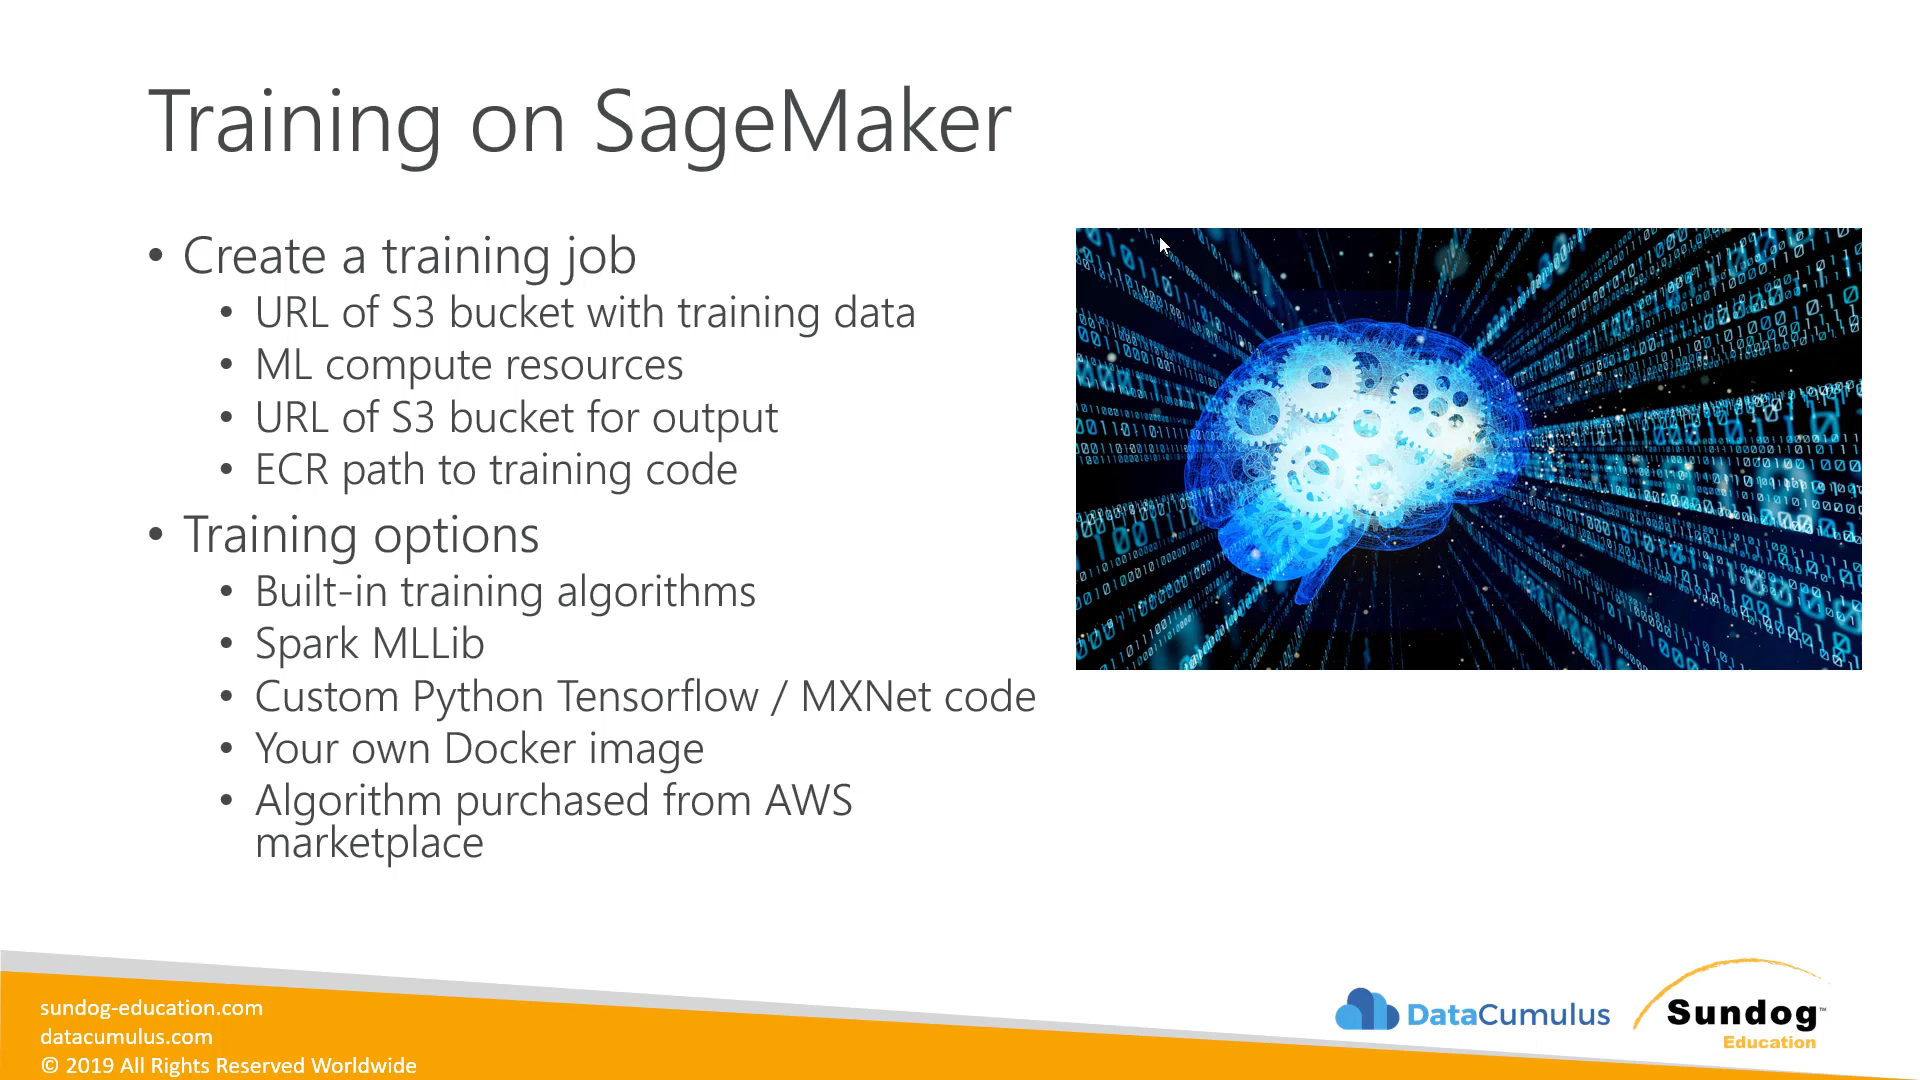 Training on SageMaker
• Create a training job
• URL of S3 bucket with training data
• ML compute resources
• URL of S3 bucket for output
• ECR path to training code
• Training options
• Built-in training algorithms
• Spark MLLib
• Custom Python Tensorflow / MXNet code
• Your own Docker image
• Algorithm purchased from AWS
marketplace
sundog-education.com
datacumulus.com
© 2019 All Rights Reserved Worldwide
DataCumulus
Sundog™
Education